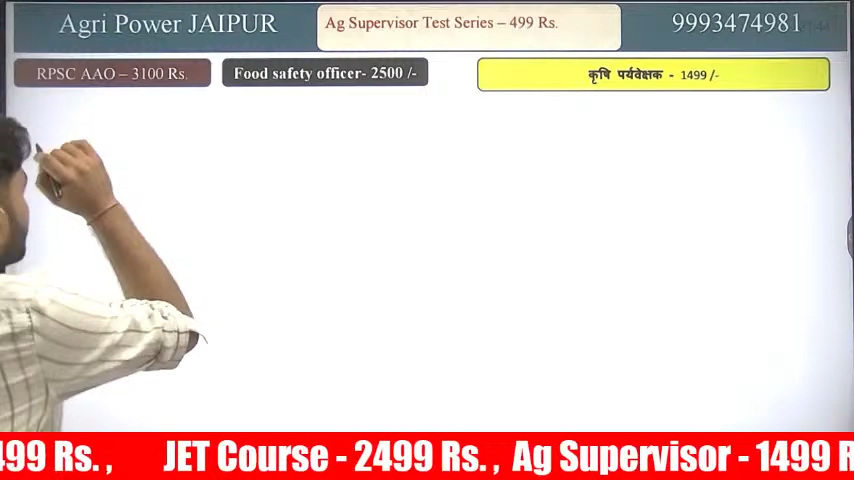 Agri Power JAIPUR
Ag Supervisor Test Series – 499 Rs.
9993474981
RPSC AAO – 3100 Rs.
Food safety officer- 2500 /-
कृषि पर्यवेक्षक - 1499 /-
499 Rs. , JET Course - 2499 Rs. , Ag Supervisor - 1499 R